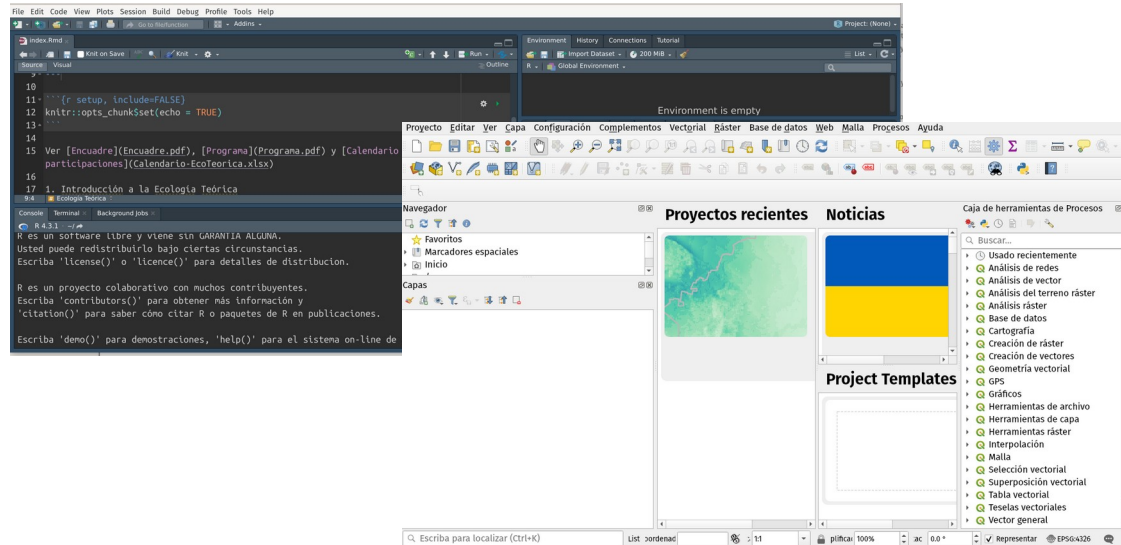 File Edit Code View Plots Session Build Debug Profile Tools Help
Go to file/function Addins Project: (None)
index.Rmd
Knit on Save Knit Run
Source Visual Outline
9 ```
10
11 ```{r setup, include=FALSE}
12 knitr::opts_chunk$set(echo = TRUE)
13 ```
14
15 Ver [Encuadre](Encuadre.pdf), [Programa](Programa.pdf) y [Calendario
participaciones](Calendario-EcoTeorica.xlsx)
16
17 1. Introducción a la Ecología Teórica
9:4 Ecología Teórica
Console Terminal Background Jobs
R 4.3.1 · ~/
R es un software libre y viene sin GARANTIA ALGUNA.
Usted puede redistribuirlo bajo ciertas circunstancias.
Escriba 'license()' o 'licence()' para detalles de distribucion.
R es un proyecto colaborativo con muchos contribuyentes.
Escriba 'contributors()' para obtener más información y
'citation()' para saber cómo citar R o paquetes de R en publicaciones.
Escriba 'demo()' para demostraciones, 'help()' para el sistema on-line de
Environment History Connections Tutorial
Import Dataset 200 MiB List
R Global Environment
Environment is empty
Proyecto Editar Ver Capa Configuración Complementos Vectorial Ráster Base de datos Web Malla Procesos Ayuda
Navegador
Favoritos
Marcadores espaciales
Inicio
Capas
Proyectos recientes
Noticias
Project Templates
Caja de herramientas de Procesos
Buscar...
Usado recientemente
Análisis de redes
Análisis de vector
Análisis del terreno ráster
Análisis ráster
Base de datos
Cartografía
Creación de ráster
Creación de vectores
Geometría vectorial
GPS
Gráficos
Herramientas de archivo
Herramientas de capa
Herramientas ráster
Interpolación
Malla
Selección vectorial
Superposición vectorial
Tabla vectorial
Teselas vectoriales
Vector general
Escriba para localizar (Ctrl+K) List ordenad 1:1 plificar 100% ac 0.0 ° Representar EPSG:4326